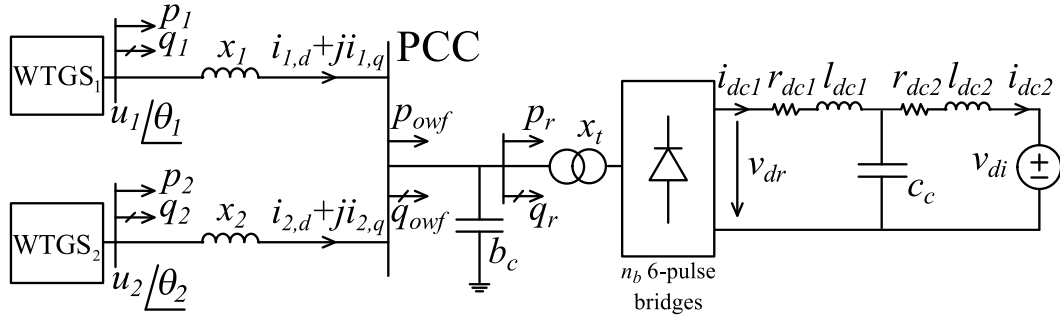 p1
q1
WTGS1
x1
i1,d+ji1,q
PCC
u1/θ1
powf
pr
xt
idc1
rdc1
ldc1
rdc2
ldc2
idc2
vdr
cc
vdi
p2
q2
WTGS2
x2
i2,d+ji2,q
qowf
qr
bc
u2/θ2
nb 6-pulse
bridges